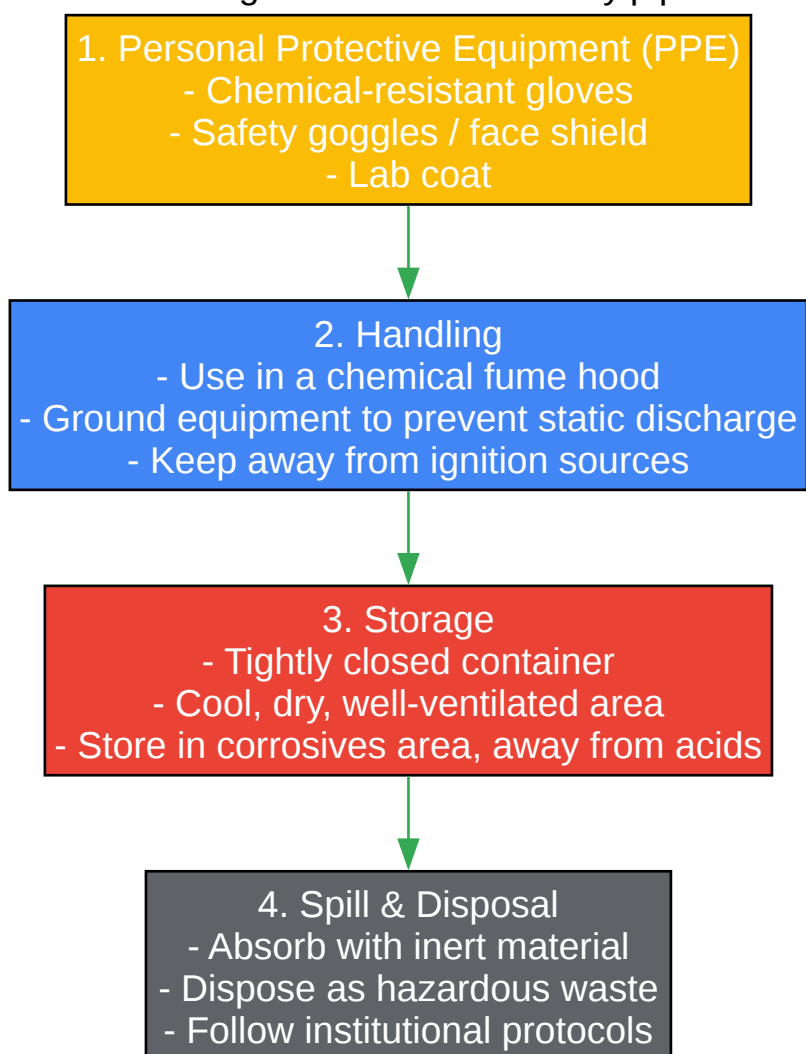 1. Personal Protective Equipment (PPE)
- Chemical-resistant gloves
- Safety goggles / face shield
- Lab coat
2. Handling
- Use in a chemical fume hood
- Ground equipment to prevent static discharge
- Keep away from ignition sources
3. Storage
- Tightly closed container
- Cool, dry, well-ventilated area
- Store in corrosives area, away from acids
4. Spill & Disposal
- Absorb with inert material
- Dispose as hazardous waste
- Follow institutional protocols